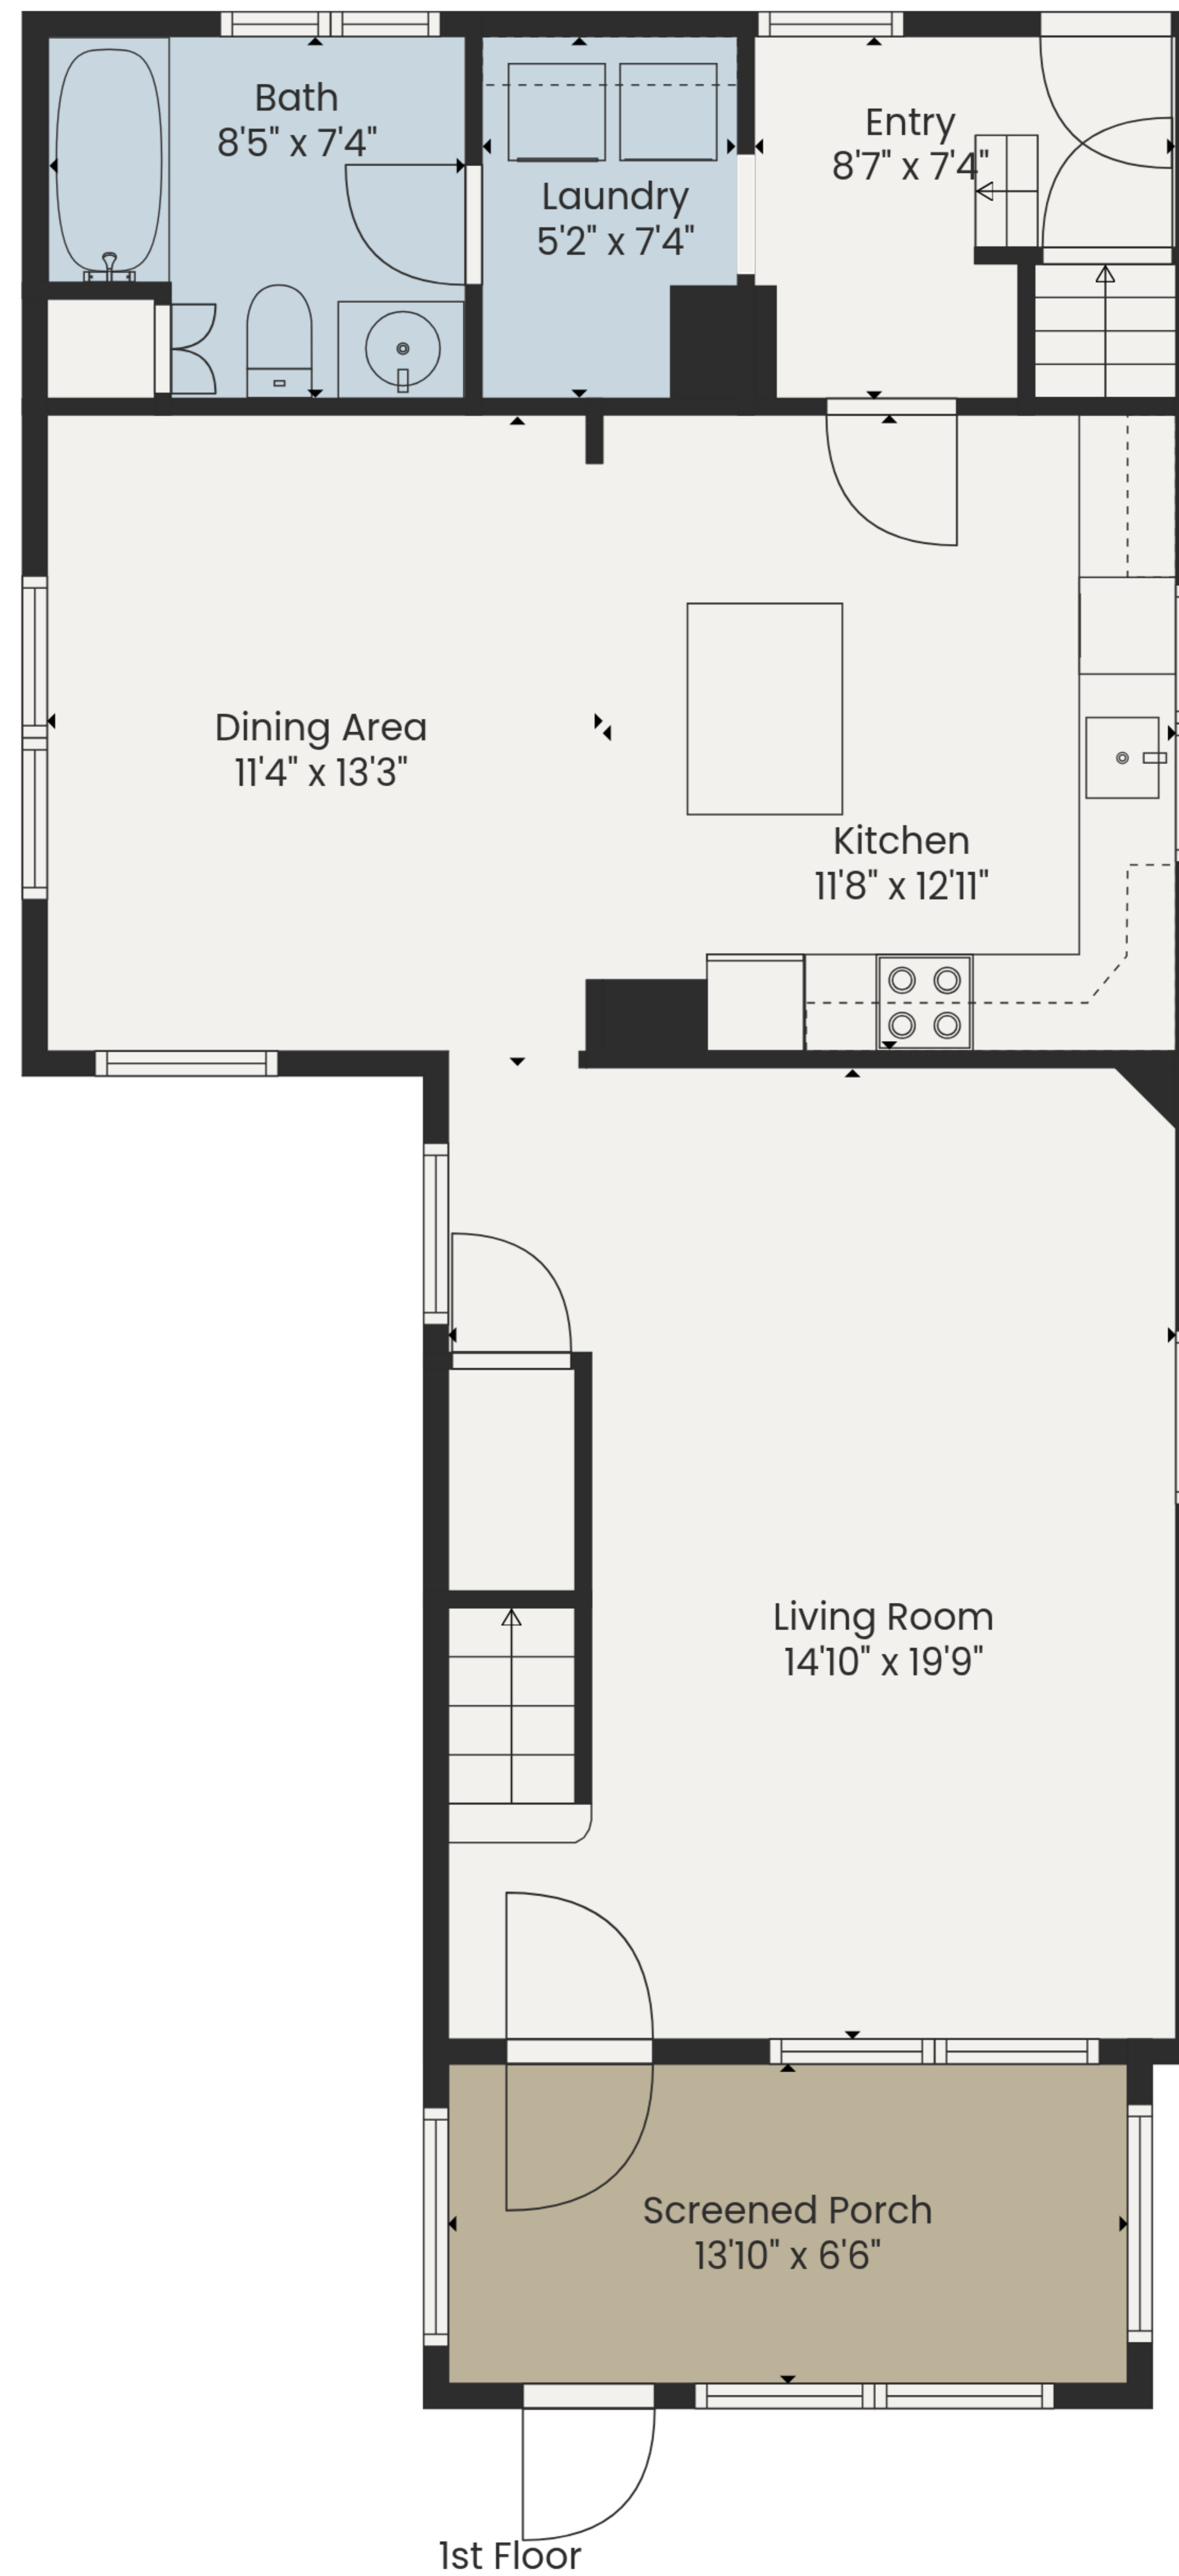 Bath
8'5" x 7'4"
Laundry
5'2" x 7'4"
Entry
8'7" x 7'4"
Dining Area
11'4" x 13'3"
Kitchen
11'8" x 12'11"
Living Room
14'10" x 19'9"
Screened Porch
13'10" x 6'6"
1st Floor